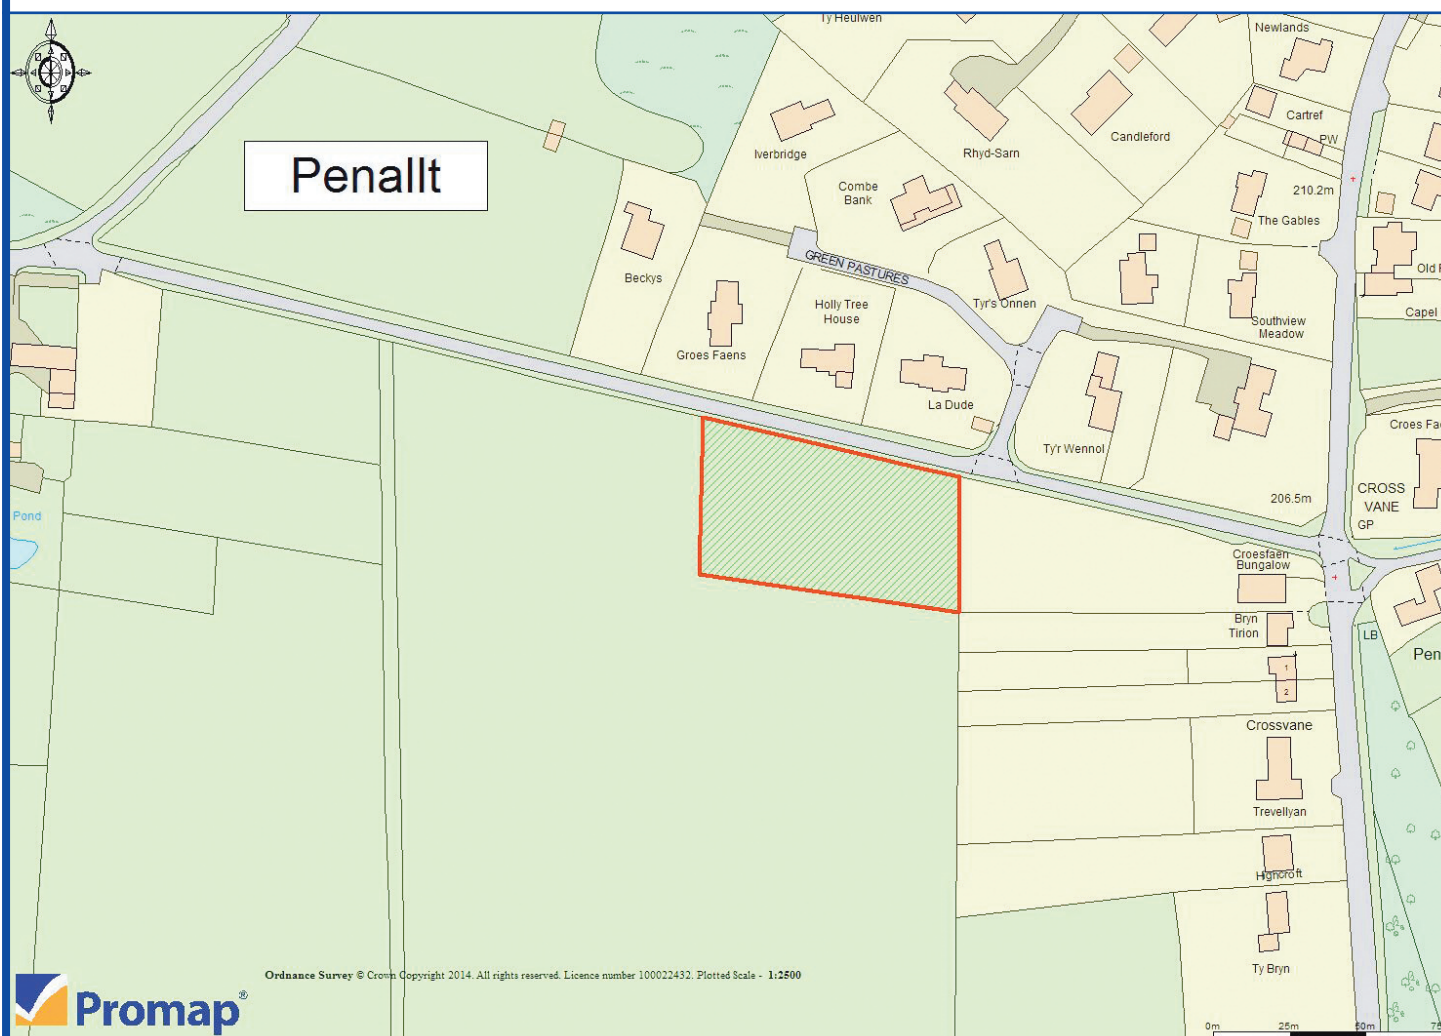 Ty Heulwen
Newlands
Cartref
PW
Iverbridge
Rhyd-Sarn
Candleford
Penallt
Combe
Bank
210.2m
The Gables
GREEN PASTURES
Beckys
Old
Holly Tree
House
Tyr's Onnen
Southview
Meadow
Capel
Groes Faens
La Dude
Croes Fa
Ty'r Wennol
CROSS
VANE
206.5m
GP
Pond
Croesfaen
Bungalow
Bryn
Tirion
LB
Pen
1
2
Crossvane
Trevellyan
Highcroft
Ty Bryn
Ordnance Survey © Crown Copyright 2014. All rights reserved. Licence number 100022432. Plotted Scale - 1:2500
Promap®
0m 25m 50m 75